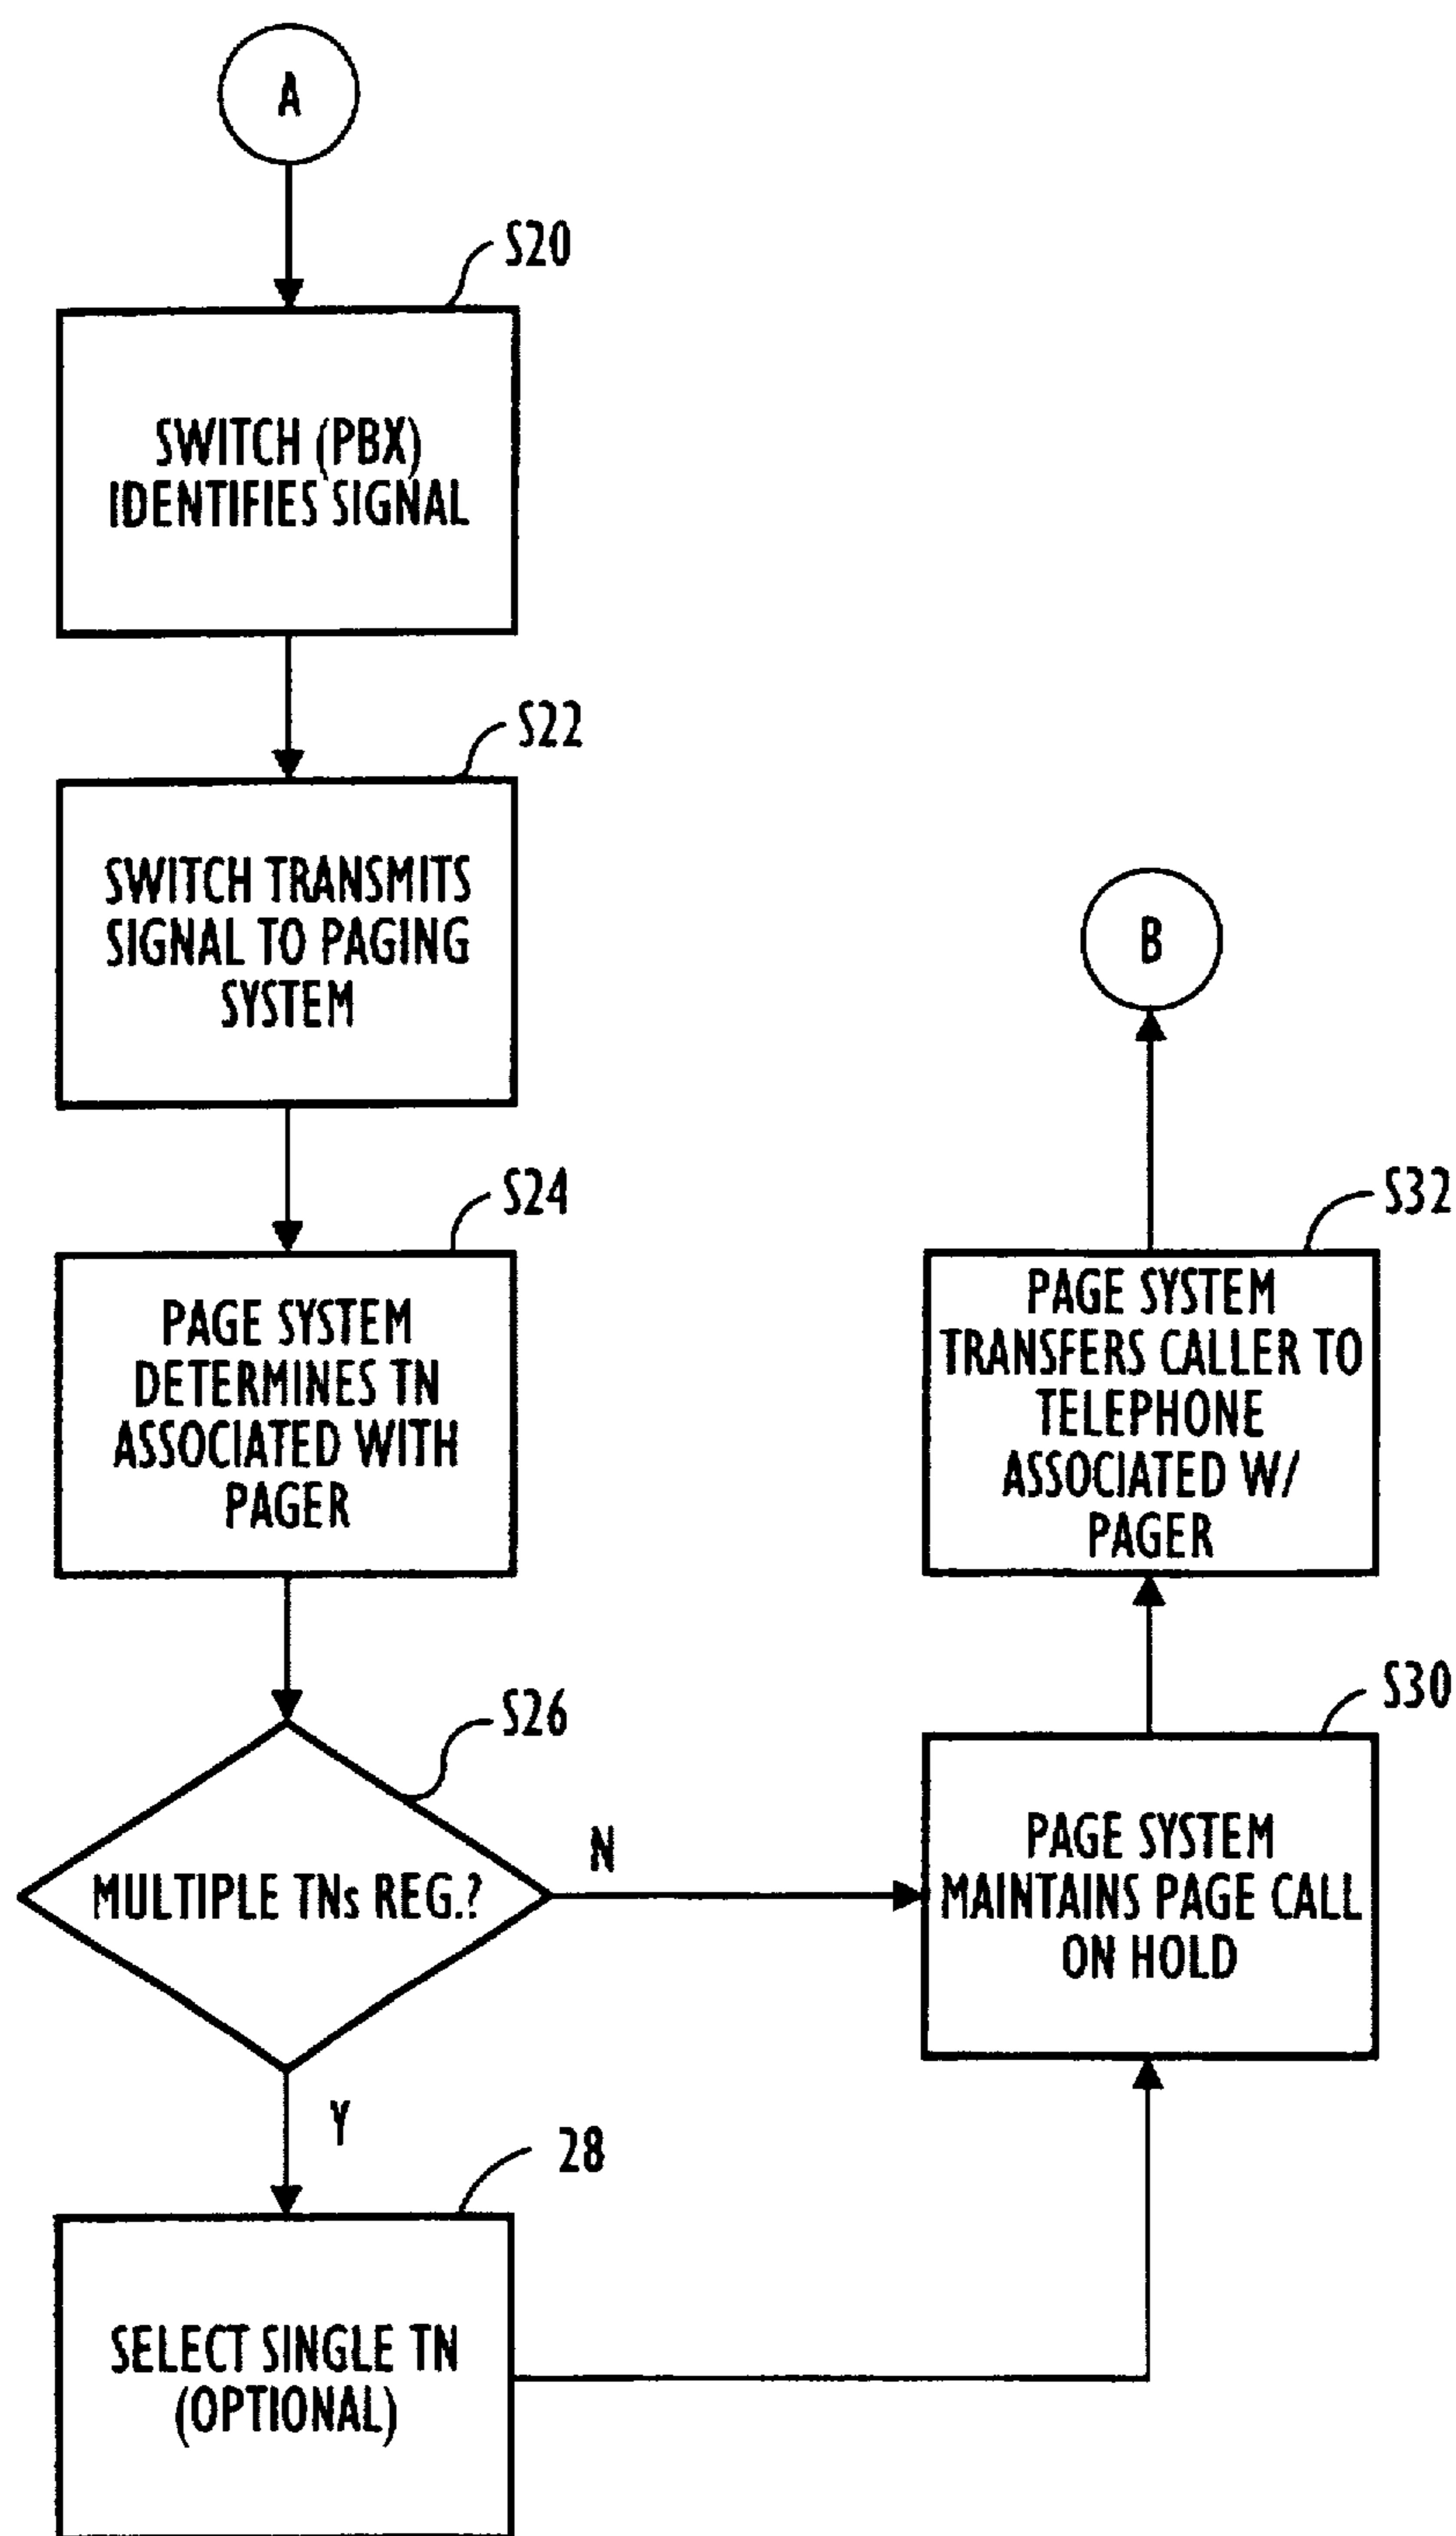 A
S20
SWITCH (PBX)
IDENTIFIES SIGNAL
S22
SWITCH TRANSMITS
SIGNAL TO PAGING
SYSTEM
S24
PAGE SYSTEM
DETERMINES TN
ASSOCIATED WITH
PAGER
S26
MULTIPLE TNs REG.?
N
Y
28
SELECT SINGLE TN
(OPTIONAL)
S30
PAGE SYSTEM
MAINTAINS PAGE CALL
ON HOLD
S32
PAGE SYSTEM
TRANSFERS CALLER TO
TELEPHONE
ASSOCIATED W/
PAGER
B